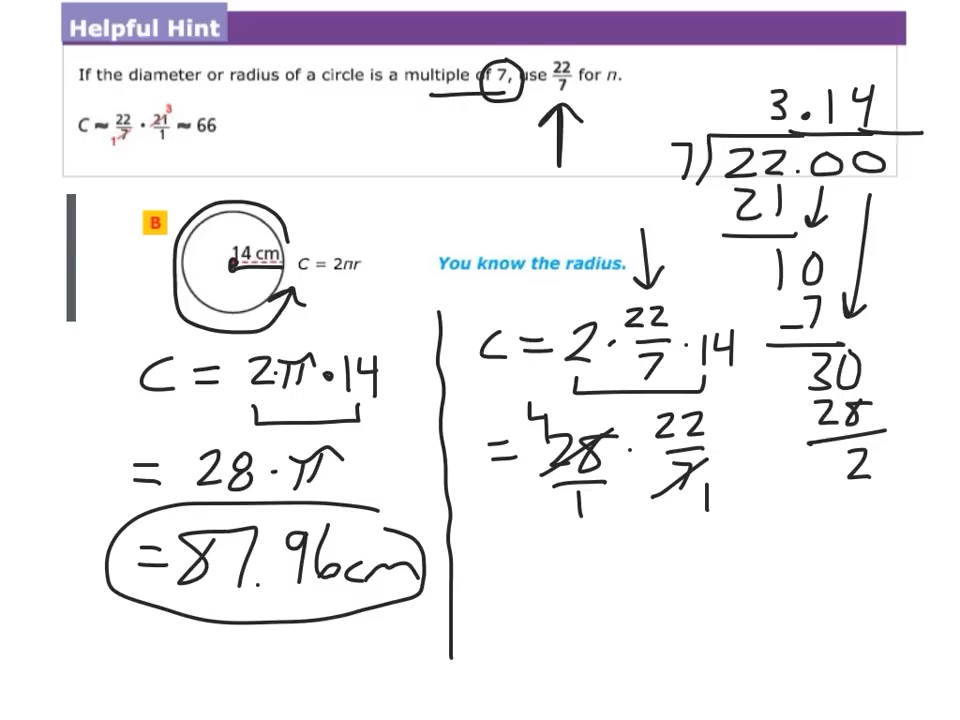 Helpful Hint
If the diameter or radius of a circle is a multiple of 7, use 22/7 for π.
C ≈ 22/7 1 · 21/1 3 ≈ 66
3.14
7)22.00
21
10
-7
30
28
2
B
14 cm
C = 2πr
You know the radius.
C = 2·π·14
= 28·π
= 87.96cm
C = 2 · 22/7 · 14
= 4 28/1 · 22/7 1